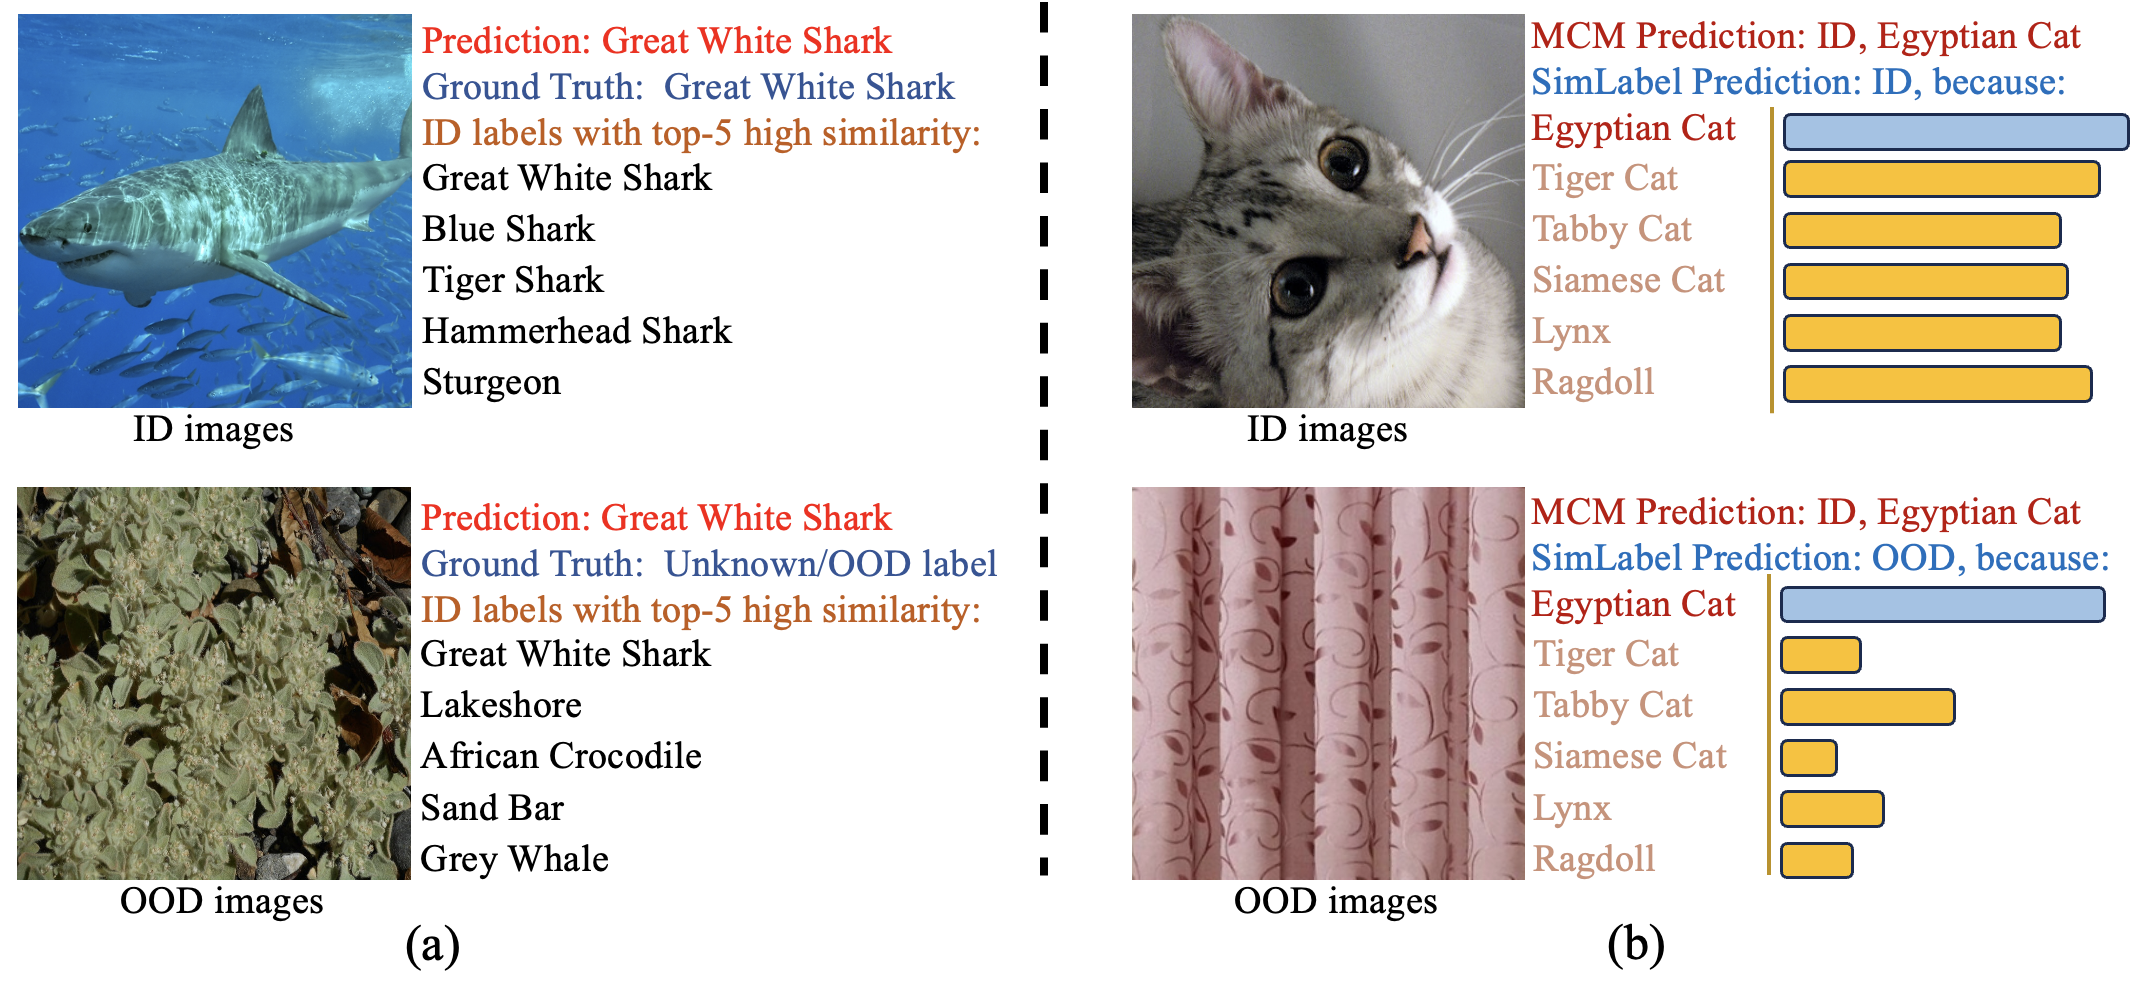 Prediction: Great White Shark
Ground Truth:  Great White Shark
ID labels with top-5 high similarity:
Great White Shark
Blue Shark
Tiger Shark
Hammerhead Shark
Sturgeon
ID images
Prediction: Great White Shark
Ground Truth:  Unknown/OOD label
ID labels with top-5 high similarity:
Great White Shark
Lakeshore
African Crocodile
Sand Bar
Grey Whale
OOD images
(a)
MCM Prediction: ID, Egyptian Cat
SimLabel Prediction: ID, because:
Egyptian Cat
Tiger Cat
Tabby Cat
Siamese Cat
Lynx
Ragdoll
ID images
MCM Prediction: ID, Egyptian Cat
SimLabel Prediction: OOD, because:
Egyptian Cat
Tiger Cat
Tabby Cat
Siamese Cat
Lynx
Ragdoll
OOD images
(b)